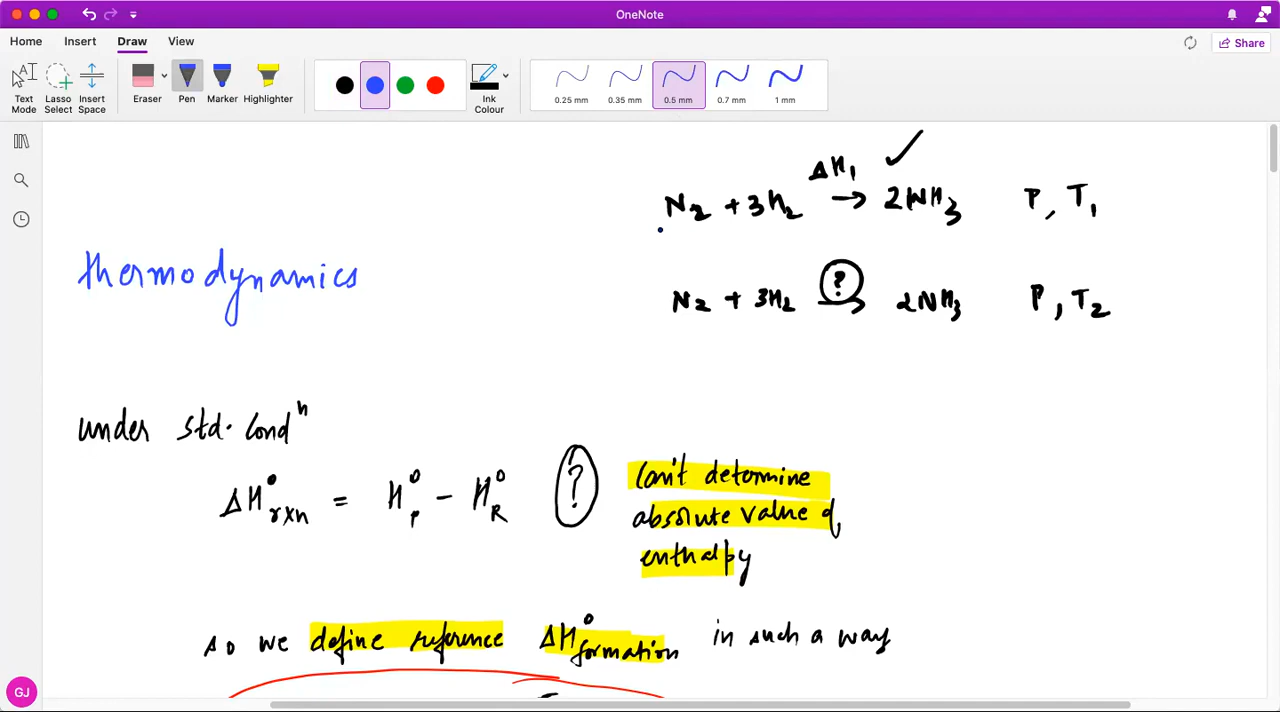 OneNote
Home Insert Draw View
Share
Text Mode
Lasso Select
Insert Space
Eraser
Pen
Marker
Highlighter
Ink Colour
0.25 mm
0.35 mm
0.5 mm
0.7 mm
1 mm
ΔH₁ ✓
N₂ + 3H₂ → 2NH₃ P, T₁
thermodynamics
?
N₂ + 3H₂ → 2NH₃ P, T₂
under std. condⁿ
ΔH°rxn = H°P - H°R ?
Can't determine
absolute value of
enthalpy
so we define reference ΔH°formation in such a way
GJ